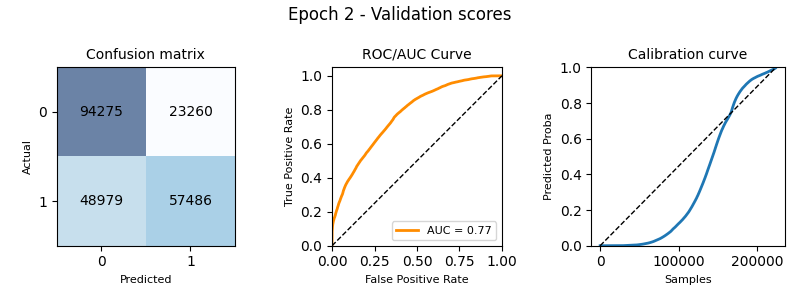 Epoch 2 - Validation scores
Confusion matrix
Actual
0
1
94275
23260
48979
57486
0
1
Predicted
ROC/AUC Curve
True Positive Rate
1.0
0.8
0.6
0.4
0.2
0.0
AUC = 0.77
0.00
0.25
0.50
0.75
1.00
False Positive Rate
Calibration curve
Predicted Proba
1.0
0.8
0.6
0.4
0.2
0.0
0
100000
200000
Samples